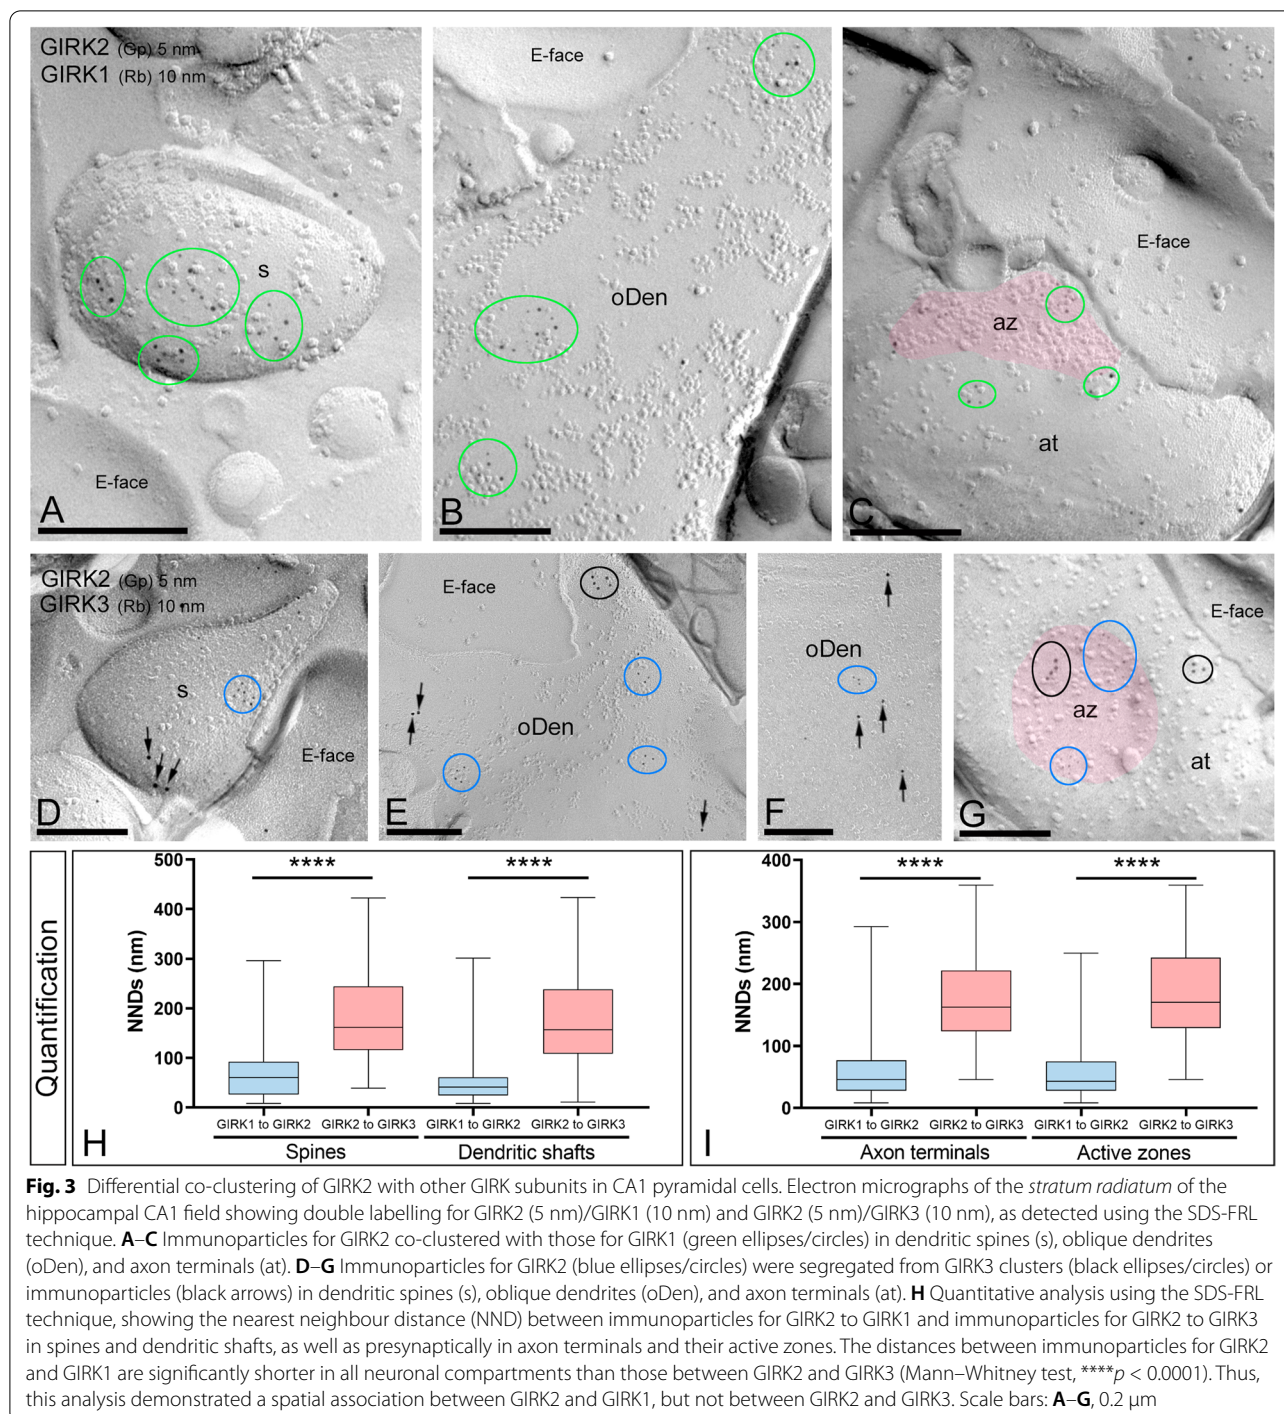 GIRK2 (Gp) 5 nm
GIRK1 (Rb) 10 nm
s
E-face
A
E-face
oDen
B
E-face
az
at
C
GIRK2 (Gp) 5 nm
GIRK3 (Rb) 10 nm
s
E-face
D
E-face
oDen
E
oDen
F
E-face
az
at
G
Quantification
NNDs (nm)
500
400
300
200
100
0
****
****
GIRK1 to GIRK2
GIRK2 to GIRK3
GIRK1 to GIRK2
GIRK2 to GIRK3
Spines
Dendritic shafts
H
NNDs (nm)
400
300
200
100
0
****
****
GIRK1 to GIRK2
GIRK2 to GIRK3
GIRK1 to GIRK2
GIRK2 to GIRK3
Axon terminals
Active zones
I
Fig. 3 Differential co-clustering of GIRK2 with other GIRK subunits in CA1 pyramidal cells. Electron micrographs of the stratum radiatum of the
hippocampal CA1 field showing double labelling for GIRK2 (5 nm)/GIRK1 (10 nm) and GIRK2 (5 nm)/GIRK3 (10 nm), as detected using the SDS-FRL
technique. A–C Immunoparticles for GIRK2 co-clustered with those for GIRK1 (green ellipses/circles) in dendritic spines (s), oblique dendrites
(oDen), and axon terminals (at). D–G Immunoparticles for GIRK2 (blue ellipses/circles) were segregated from GIRK3 clusters (black ellipses/circles) or
immunoparticles (black arrows) in dendritic spines (s), oblique dendrites (oDen), and axon terminals (at). H Quantitative analysis using the SDS-FRL
technique, showing the nearest neighbour distance (NND) between immunoparticles for GIRK2 to GIRK1 and immunoparticles for GIRK2 to GIRK3
in spines and dendritic shafts, as well as presynaptically in axon terminals and their active zones. The distances between immunoparticles for GIRK2
and GIRK1 are significantly shorter in all neuronal compartments than those between GIRK2 and GIRK3 (Mann–Whitney test, ****p < 0.0001). Thus,
this analysis demonstrated a spatial association between GIRK2 and GIRK1, but not between GIRK2 and GIRK3. Scale bars: A–G, 0.2 µm